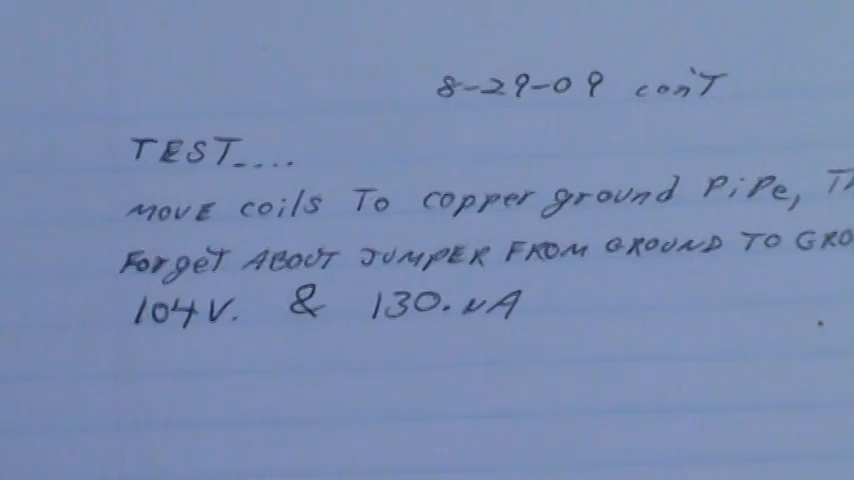 8-29-09 con'T
TEST....
MOVE coils To copper ground PiPe,
ForgeT ABOUT JUMPER FROM GROUND TO
104V. & 130.uA